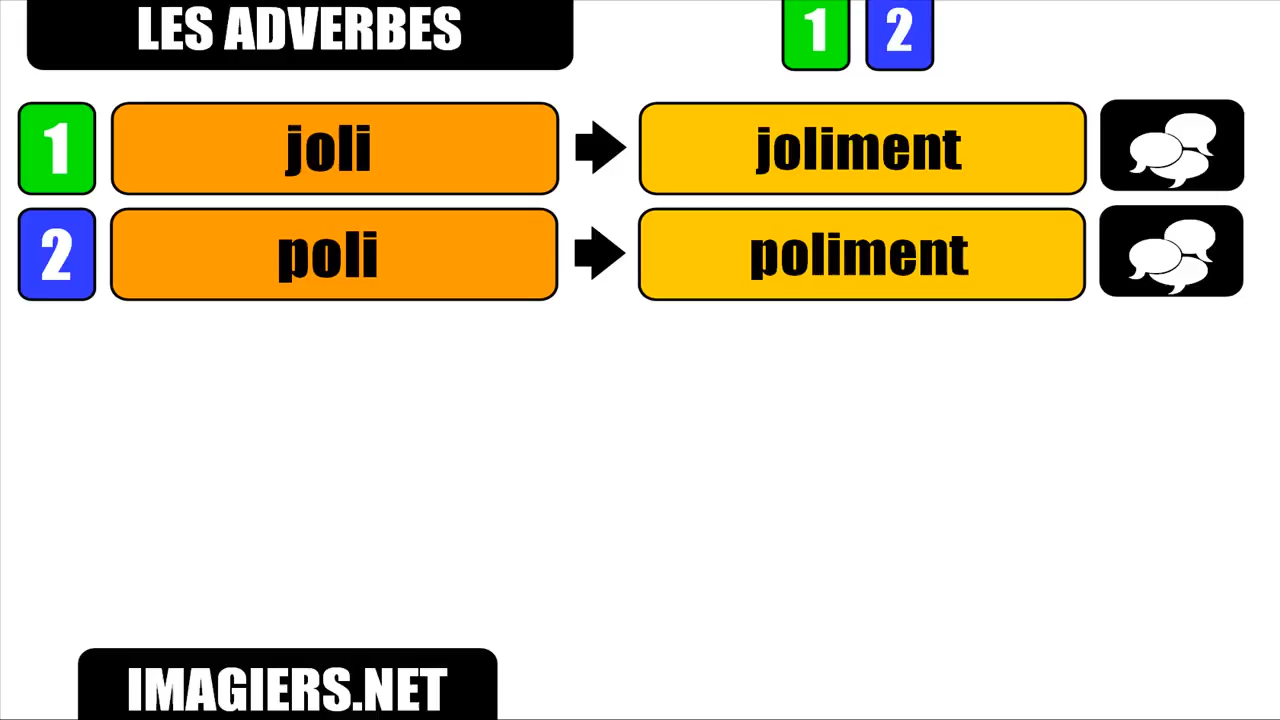 LES ADVERBES
1 2
1 joli joliment
2 poli poliment
IMAGIERS.NET